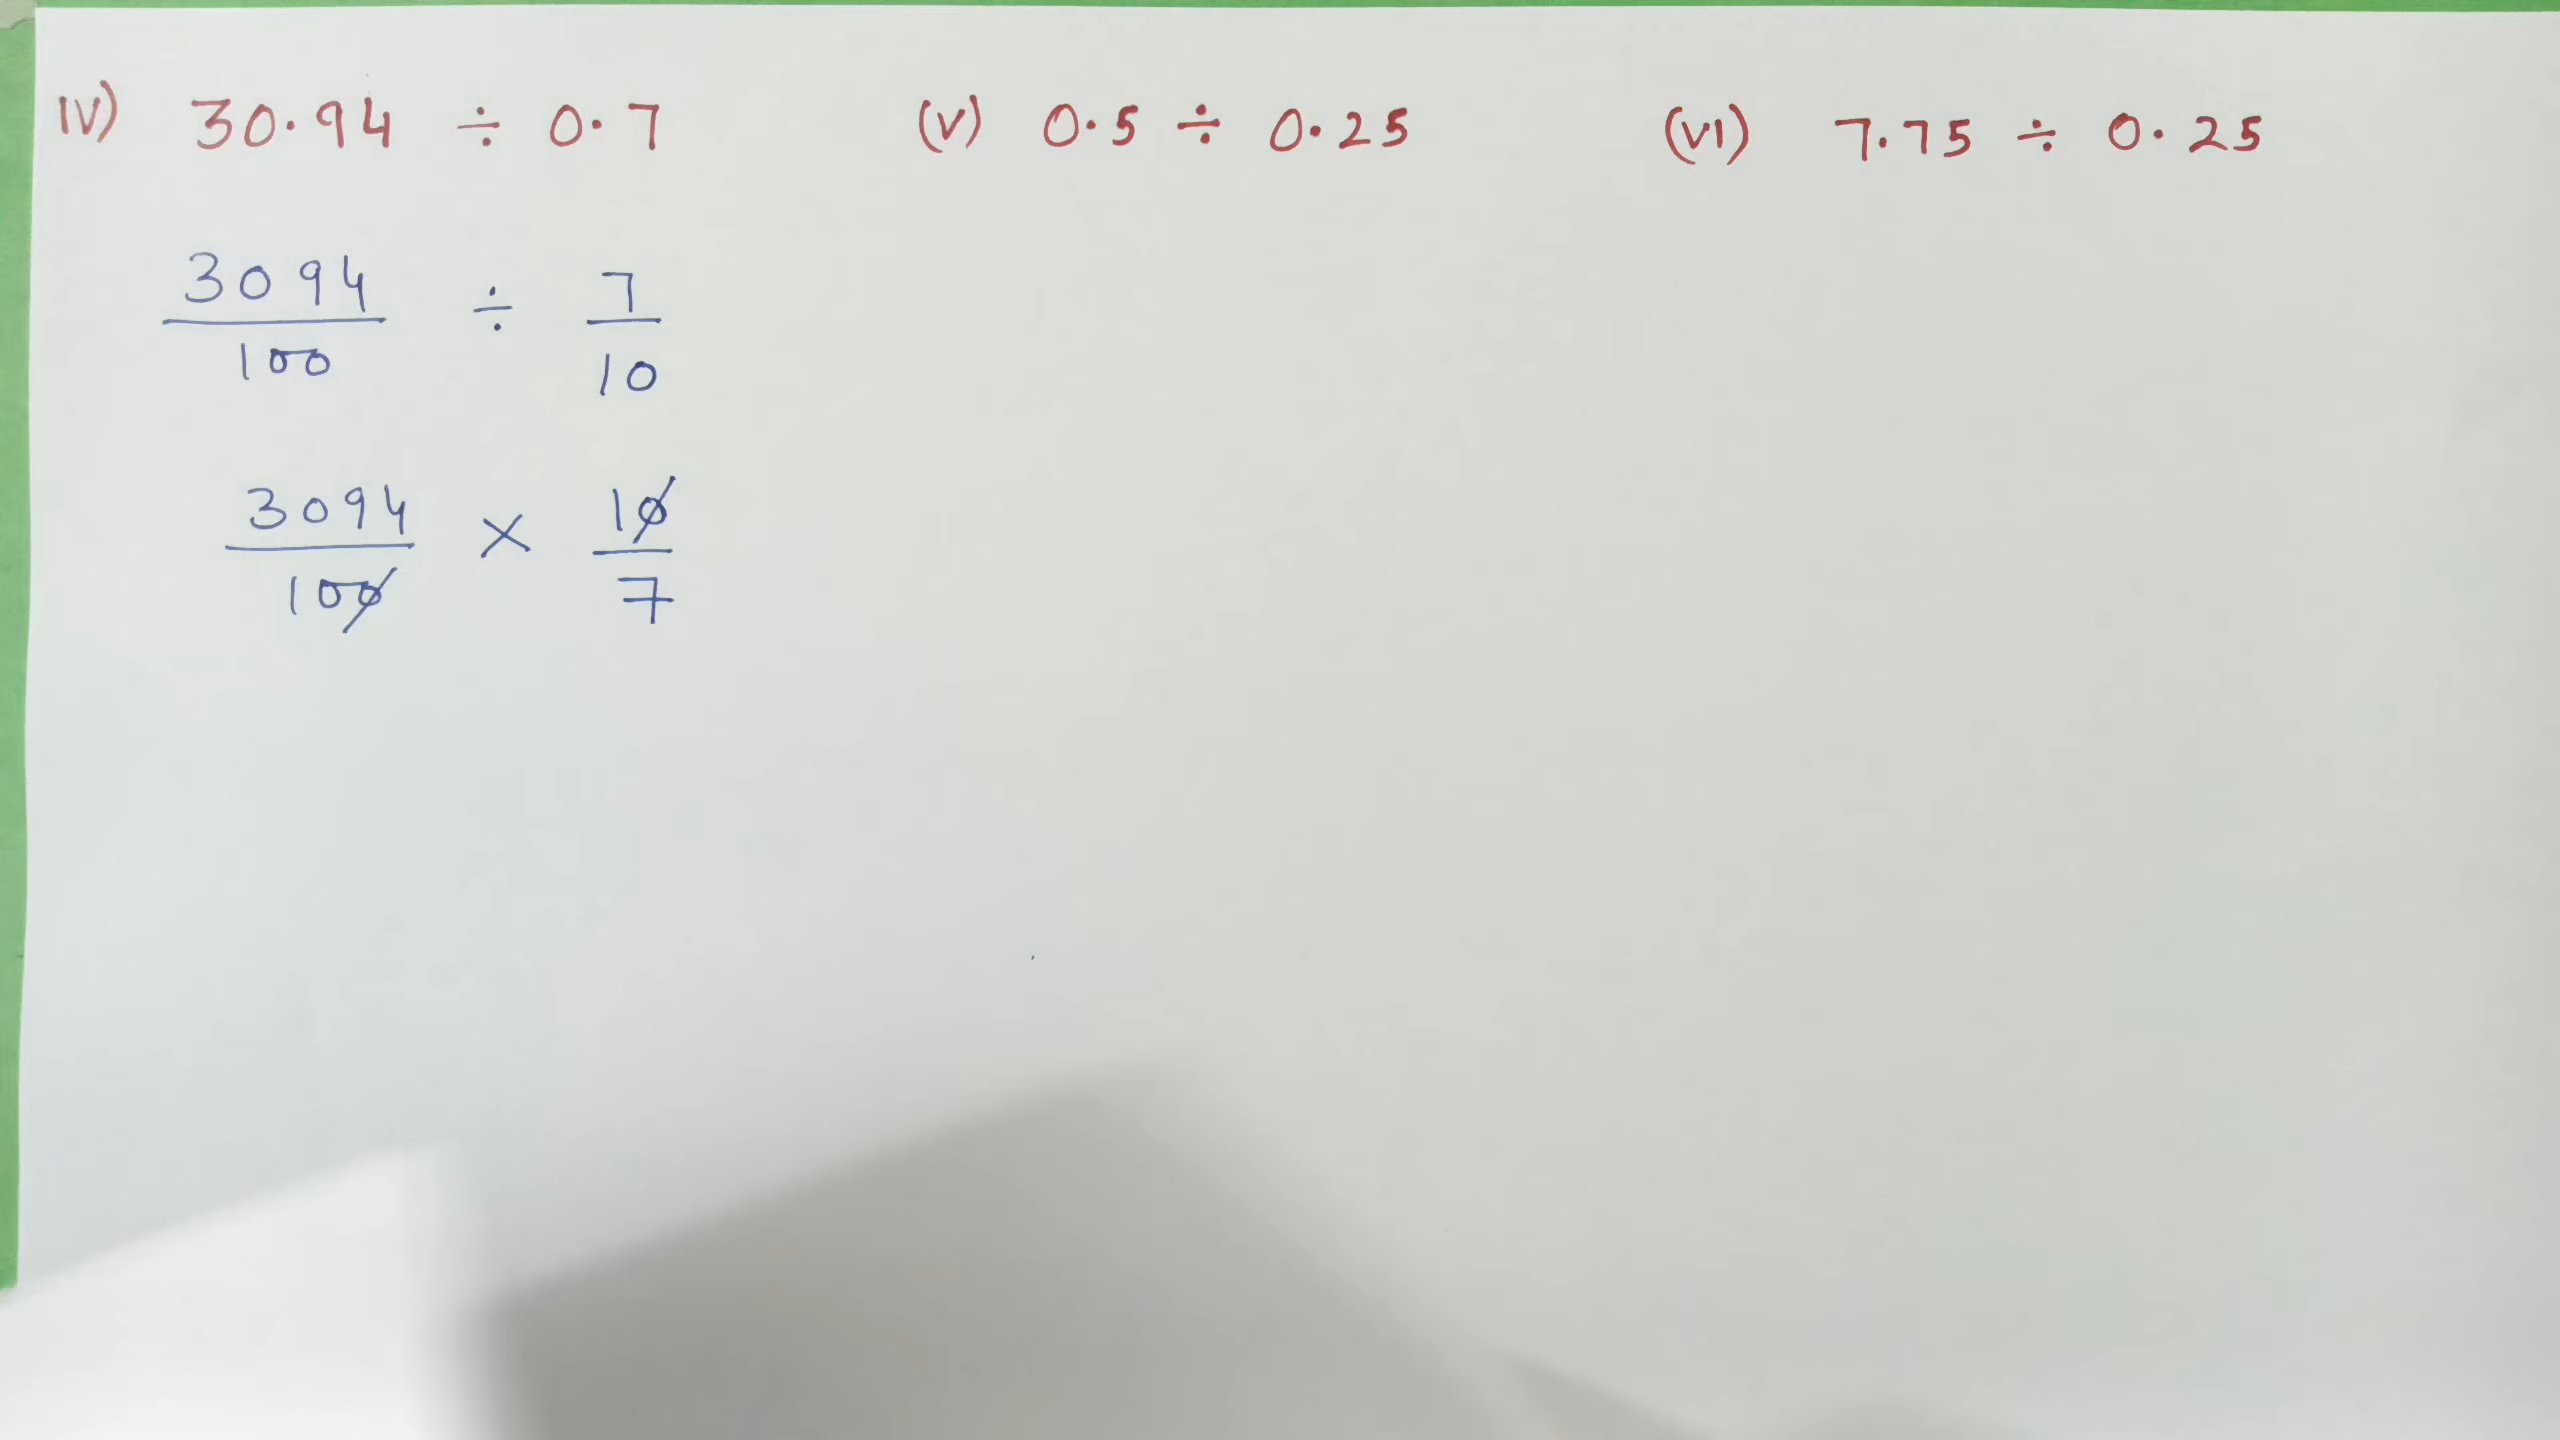 IV) 30.94 ÷ 0.7
(V) 0.5 ÷ 0.25
(VI) 7.75 ÷ 0.25
3094/100 ÷ 7/10
3094/100 × 10/7